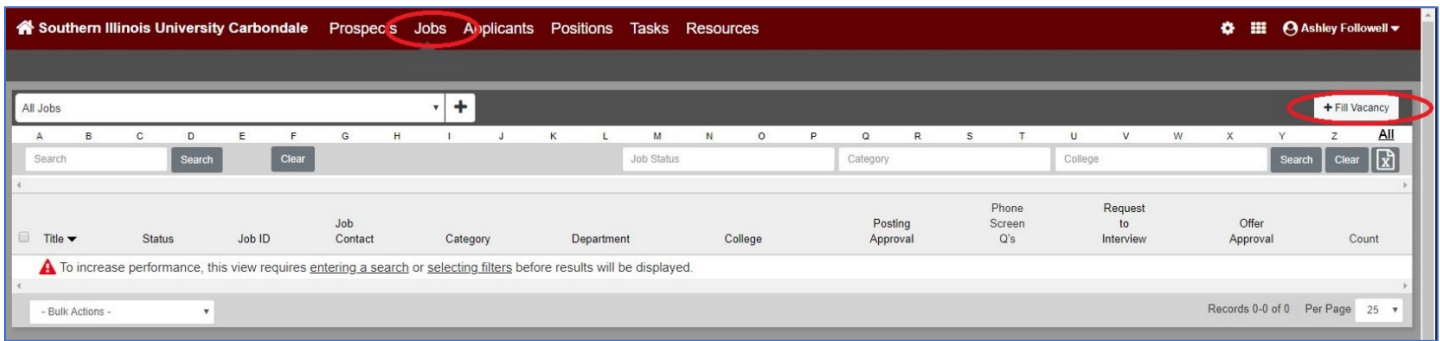 Southern Illinois University Carbondale Prospects Jobs Applicants Positions Tasks Resources Ashley Followell
All Jobs + + Fill Vacancy
A B C D E F G H I J K L M N O P Q R S T U V W X Y Z All
Search Search Clear Job Status Category College Search Clear
Title Status Job ID Job Contact Category Department College Posting Approval Phone Screen Q's Request to Interview Offer Approval Count
To increase performance, this view requires entering a search or selecting filters before results will be displayed.
- Bulk Actions - Records 0-0 of 0 Per Page 25